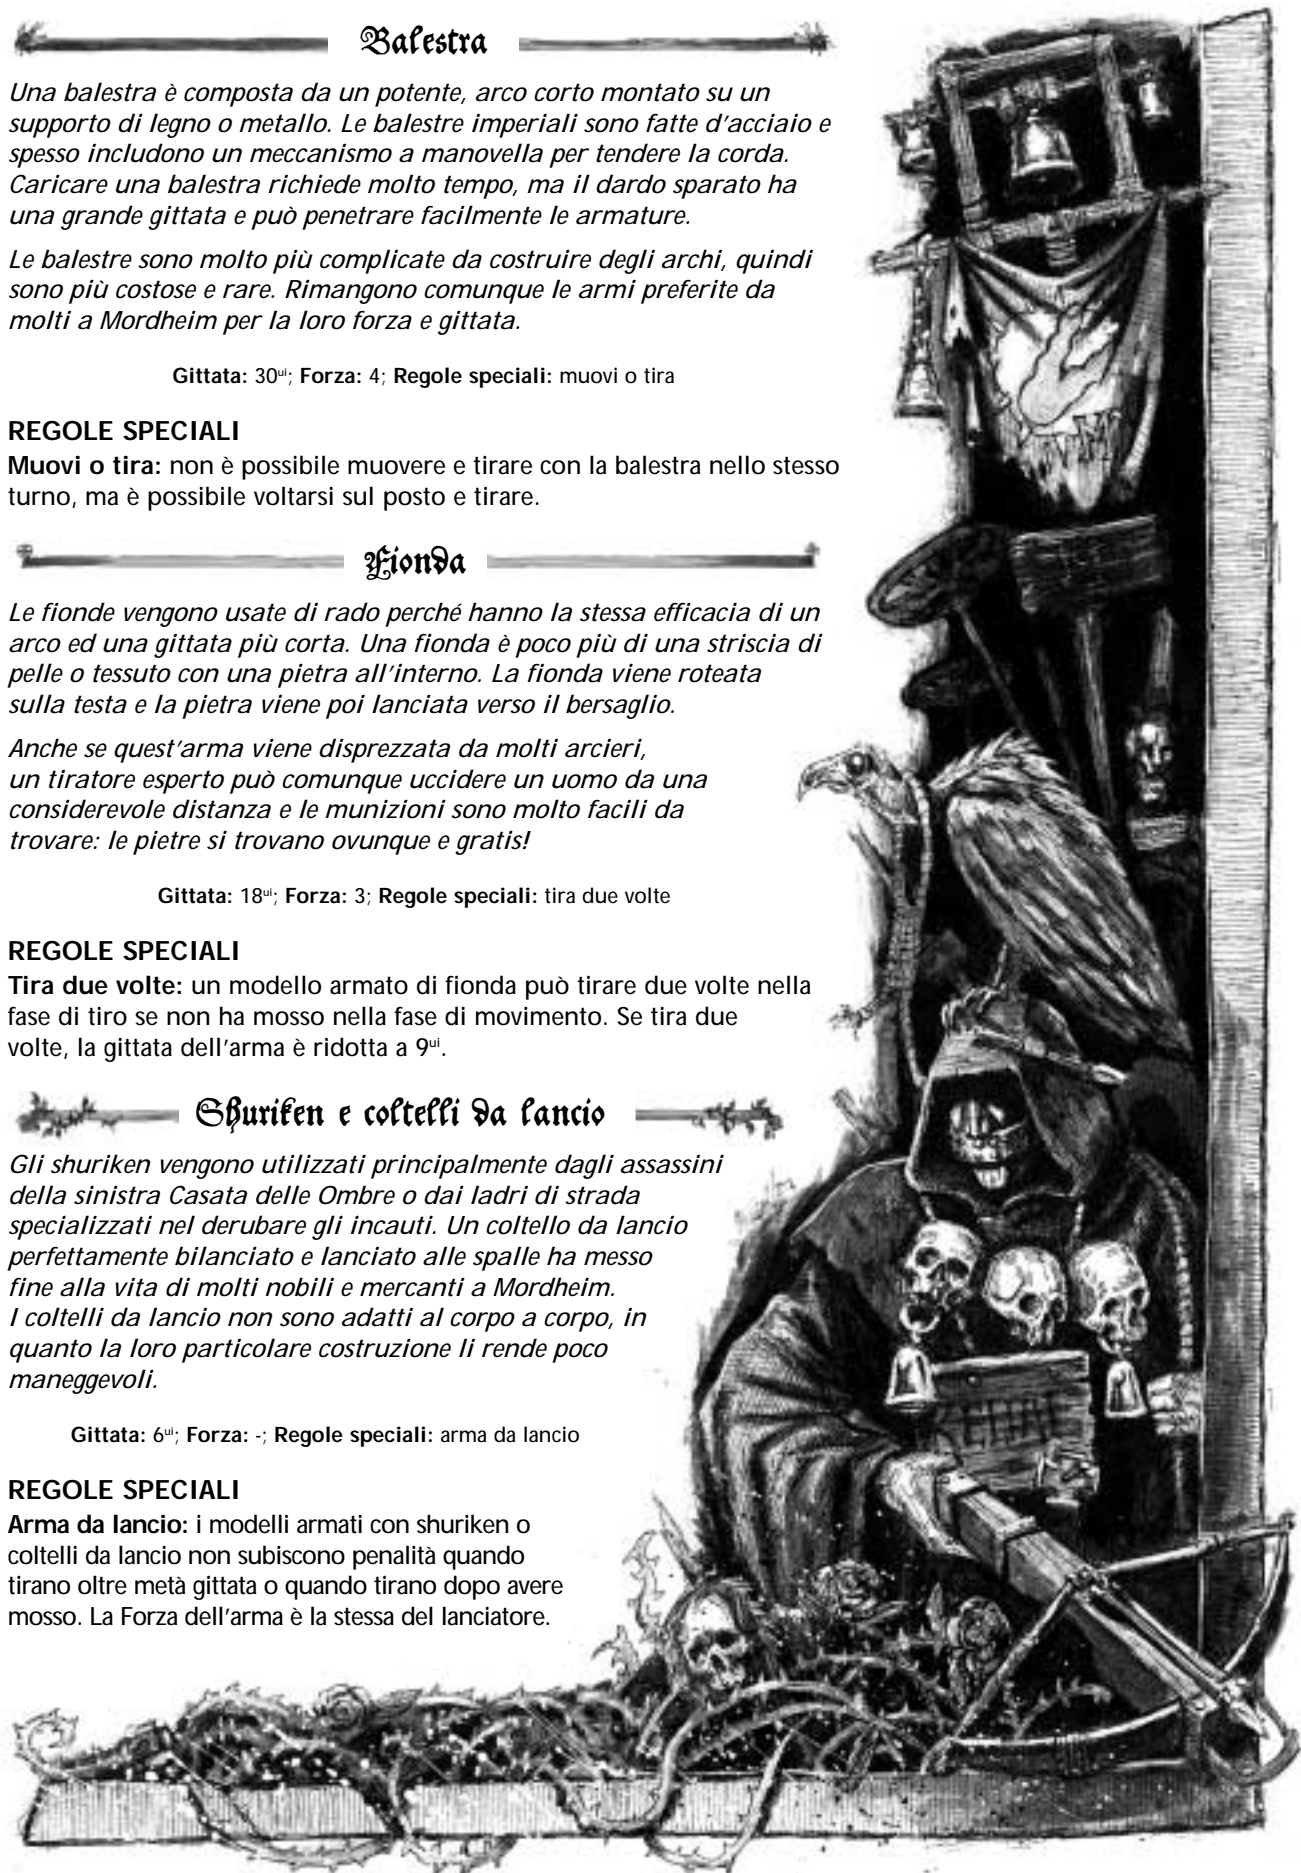 Balestra
Una balestra è composta da un potente, arco corto montato su un
supporto di legno o metallo. Le balestre imperiali sono fatte d'acciaio e
spesso includono un meccanismo a manovella per tendere la corda.
Caricare una balestra richiede molto tempo, ma il dardo sparato ha
una grande gittata e può penetrare facilmente le armature.
Le balestre sono molto più complicate da costruire degli archi, quindi
sono più costose e rare. Rimangono comunque le armi preferite da
molti a Mordheim per la loro forza e gittata.
Gittata: 30ui; Forza: 4; Regole speciali: muovi o tira
REGOLE SPECIALI
Muovi o tira: non è possibile muovere e tirare con la balestra nello stesso
turno, ma è possibile voltarsi sul posto e tirare.
Fionda
Le fionde vengono usate di rado perché hanno la stessa efficacia di un
arco ed una gittata più corta. Una fionda è poco più di una striscia di
pelle o tessuto con una pietra all'interno. La fionda viene roteata
sulla testa e la pietra viene poi lanciata verso il bersaglio.
Anche se quest'arma viene disprezzata da molti arcieri,
un tiratore esperto può comunque uccidere un uomo da una
considerevole distanza e le munizioni sono molto facili da
trovare: le pietre si trovano ovunque e gratis!
Gittata: 18ui; Forza: 3; Regole speciali: tira due volte
REGOLE SPECIALI
Tira due volte: un modello armato di fionda può tirare due volte nella
fase di tiro se non ha mosso nella fase di movimento. Se tira due
volte, la gittata dell'arma è ridotta a 9ui.
Shuriken e coltelli da lancio
Gli shuriken vengono utilizzati principalmente dagli assassini
della sinistra Casata delle Ombre o dai ladri di strada
specializzati nel derubare gli incauti. Un coltello da lancio
perfettamente bilanciato e lanciato alle spalle ha messo
fine alla vita di molti nobili e mercanti a Mordheim.
I coltelli da lancio non sono adatti al corpo a corpo, in
quanto la loro particolare costruzione li rende poco
maneggevoli.
Gittata: 6ui; Forza: -; Regole speciali: arma da lancio
REGOLE SPECIALI
Arma da lancio: i modelli armati con shuriken o
coltelli da lancio non subiscono penalità quando
tirano oltre metà gittata o quando tirano dopo avere
mosso. La Forza dell'arma è la stessa del lanciatore.